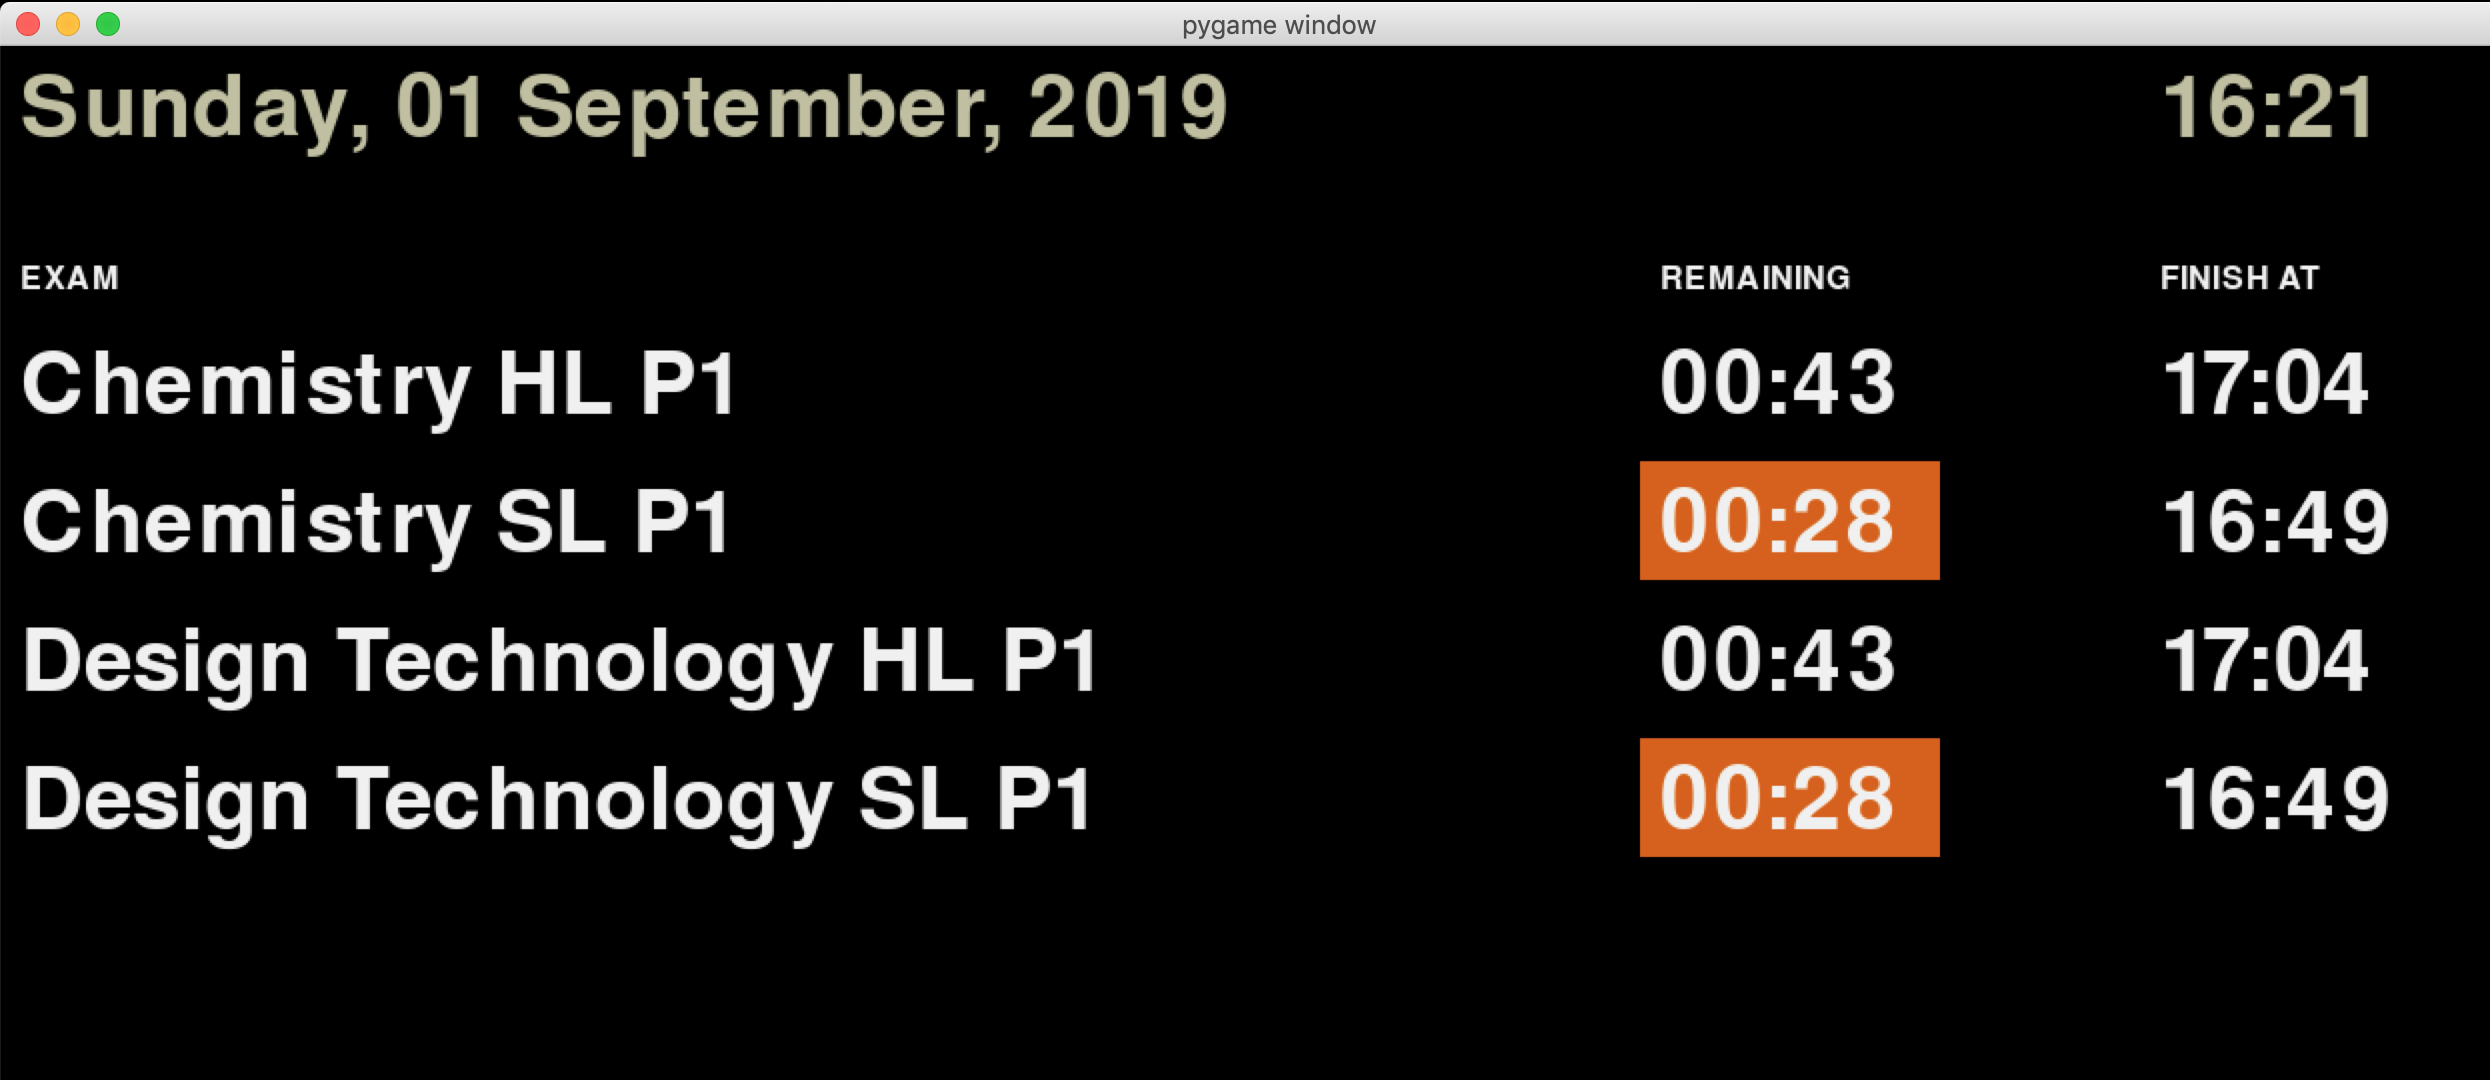 pygame window
Sunday, 01 September, 2019 16:21
EXAM REMAINING FINISH AT
Chemistry HL P1 00:43 17:04
Chemistry SL P1 00:28 16:49
Design Technology HL P1 00:43 17:04
Design Technology SL P1 00:28 16:49